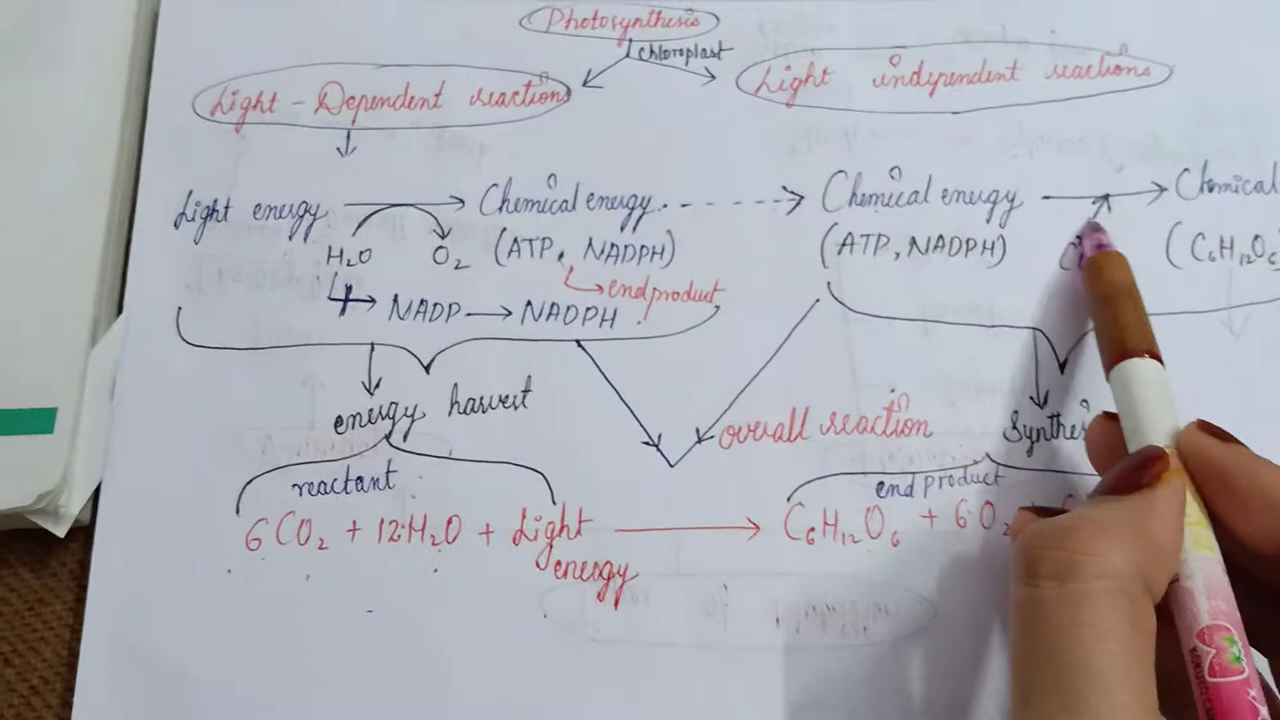 Photosynthesis
chloroplast
Light - Dependent reactions
Light independent reactions
Light energy → Chemical energy ----> Chemical energy → Chemical
H₂O O₂ (ATP, NADPH) (ATP, NADPH) (C₆H₁₂O₆
→ end product
→ NADP → NADPH
energy harvest
overall reaction
reactant
end product
6CO₂ + 12H₂O + Light energy → C₆H₁₂O₆ + 6O₂